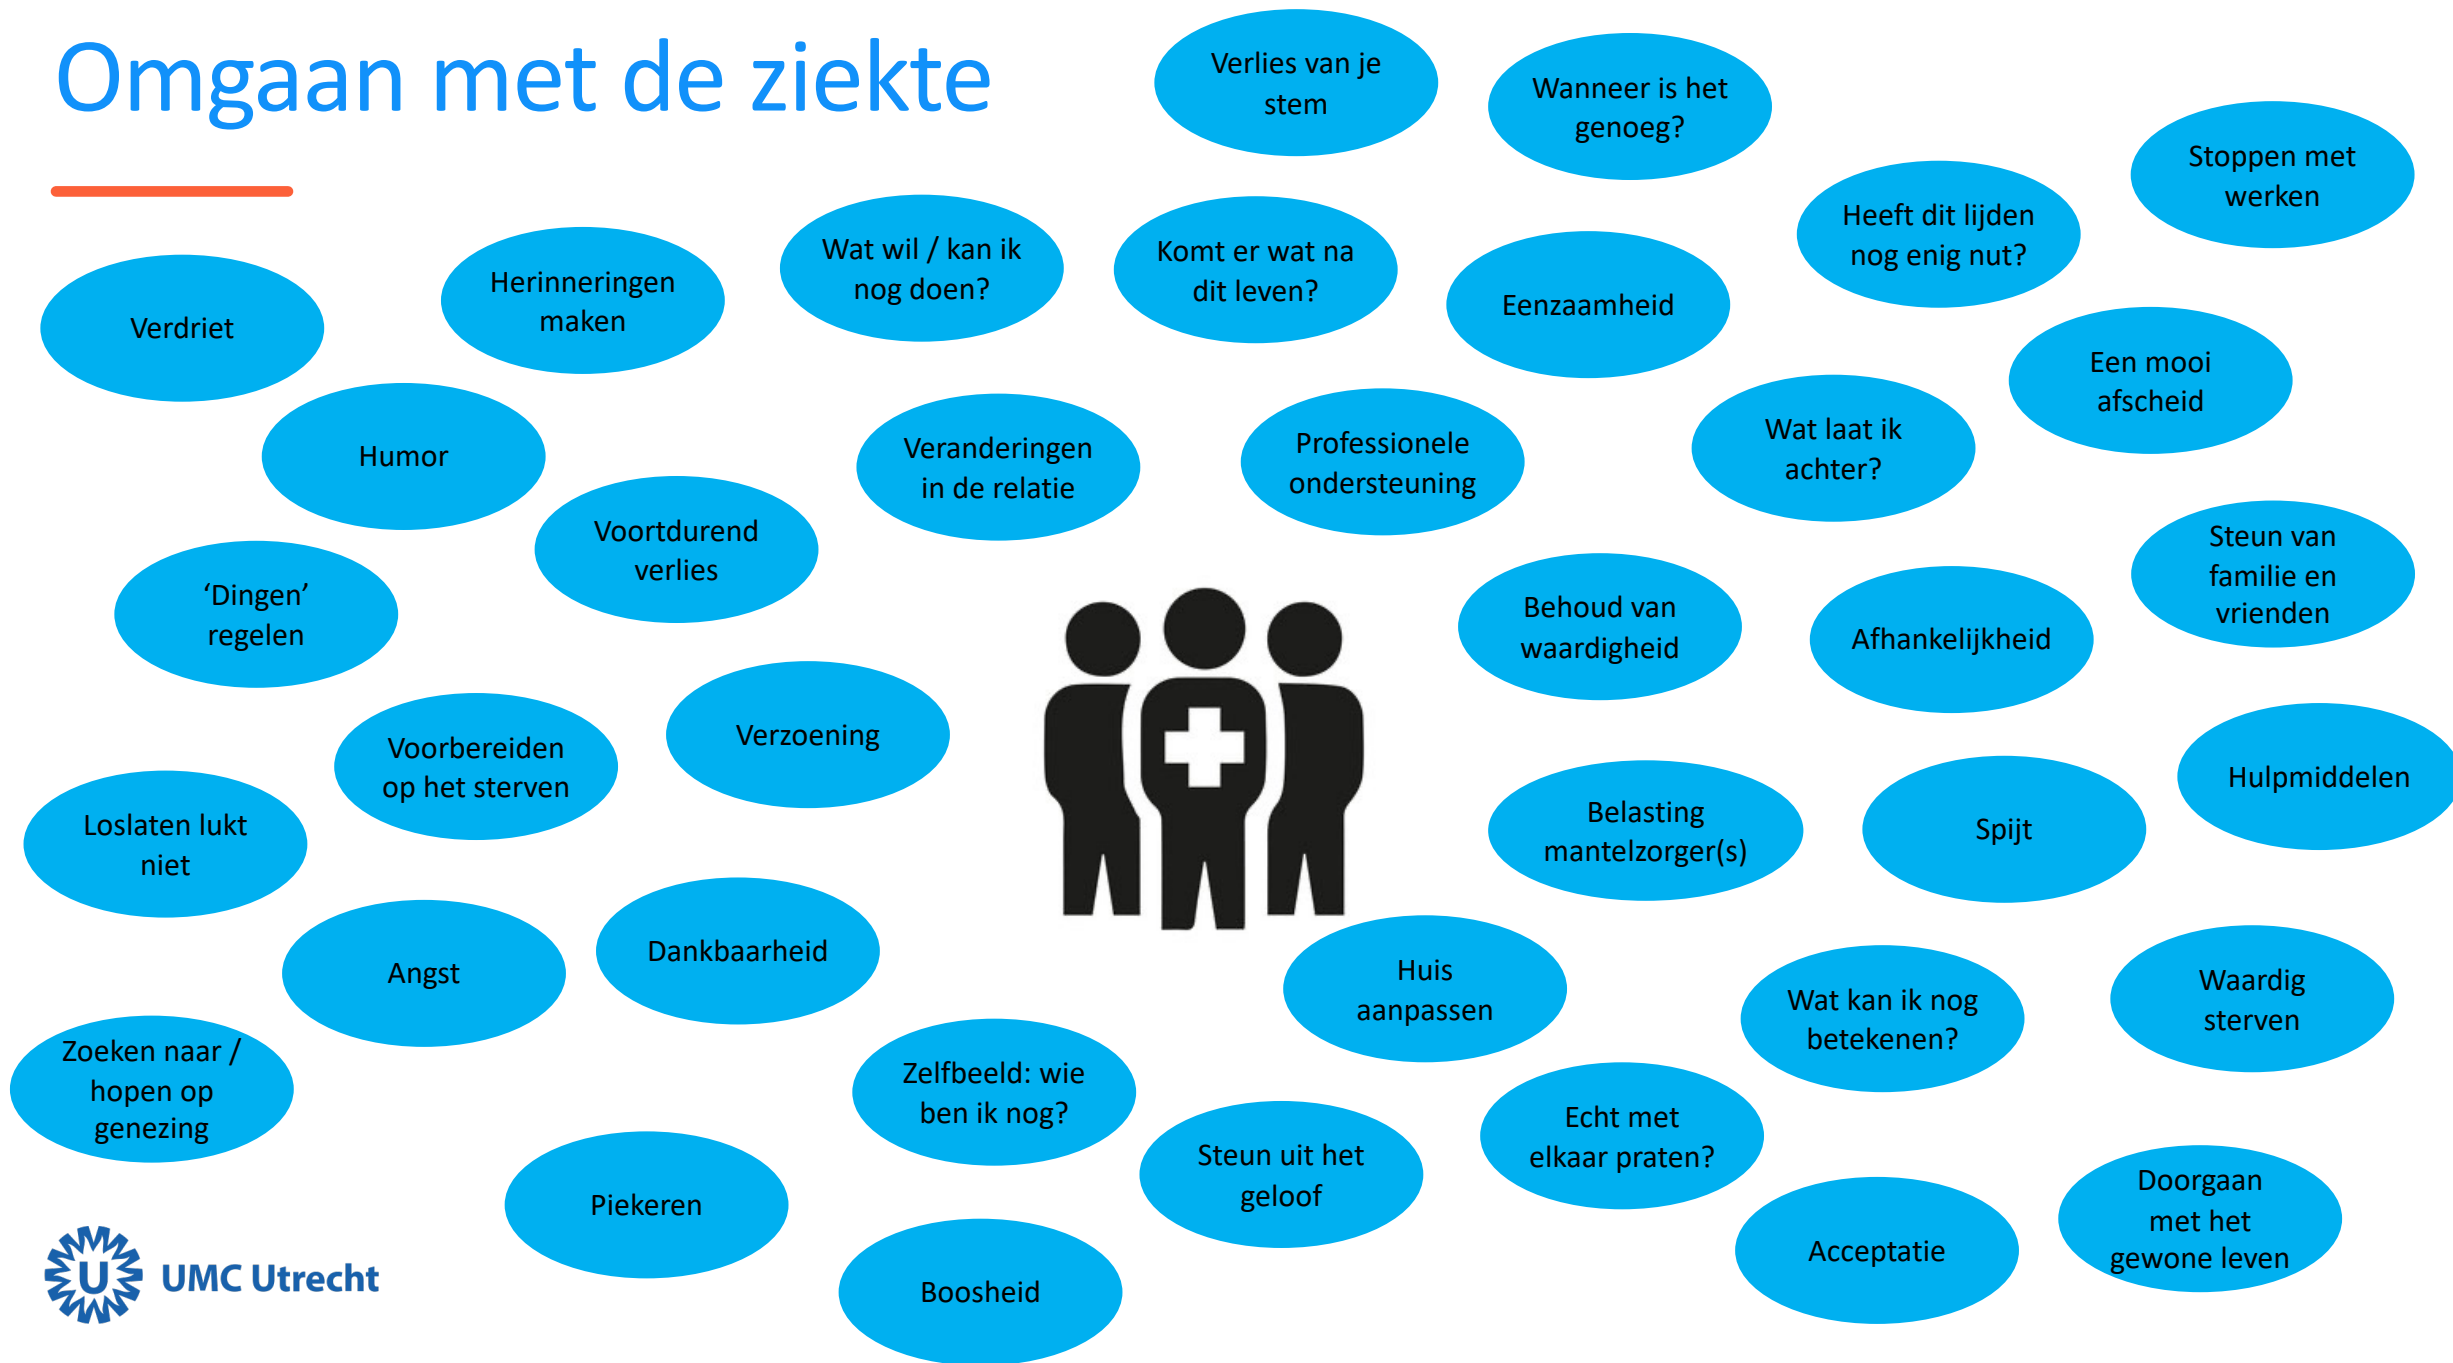 Omgaan met de ziekte
Verlies van je
stem
Wanneer is het
genoeg?
Stoppen met
werken
Heeft dit lijden
nog enig nut?
Verdriet
Herinneringen
maken
Wat wil / kan ik
nog doen?
Komt er wat na
dit leven?
Eenzaamheid
Een mooi
afscheid
Humor
Veranderingen
in de relatie
Professionele
ondersteuning
Wat laat ik
achter?
Voortdurend
verlies
Steun van
familie en
vrienden
‘Dingen’
regelen
Behoud van
waardigheid
Afhankelijkheid
Voorbereiden
op het sterven
Verzoening
Hulpmiddelen
Loslaten lukt
niet
Belasting
mantelzorger(s)
Spijt
Angst
Dankbaarheid
Huis
aanpassen
Wat kan ik nog
betekenen?
Waardig
sterven
Zoeken naar /
hopen op
genezing
Zelfbeeld: wie
ben ik nog?
Steun uit het
geloof
Echt met
elkaar praten?
Piekeren
Boosheid
Acceptatie
Doorgaan
met het
gewone leven
U
UMC Utrecht